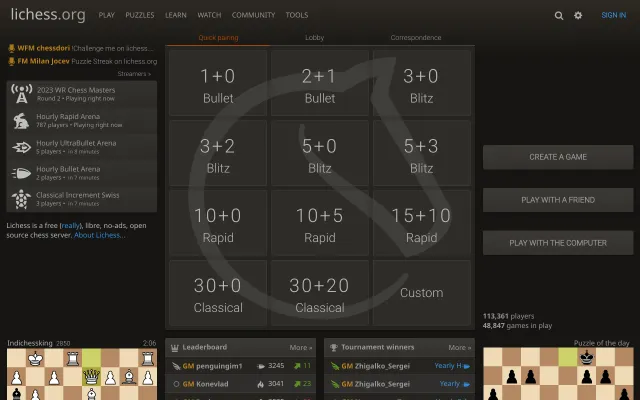 lichess.org
PLAY PUZZLES LEARN WATCH COMMUNITY TOOLS
SIGN IN
WFM chessdori !Challenge me on lichess...
FM Milan Jocev Puzzle Streak on lichess.org
Streamers »
2023 WR Chess Masters
Round 2 • Playing right now
Hourly Rapid Arena
787 players • Playing right now
Hourly UltraBullet Arena
6 players • in 8 minutes
Hourly Bullet Arena
2 players • in 7 minutes
Classical Increment Swiss
3 players • in 7 minutes
Lichess is a free (really), libre, no-ads, open
source chess server. About Lichess...
Quick pairing Lobby Correspondence
1+0 2+1 3+0
Bullet Bullet Blitz
3+2 5+0 5+3
Blitz Blitz Blitz
10+0 10+5 15+10
Rapid Rapid Rapid
30+0 30+20
Classical Classical Custom
CREATE A GAME
PLAY WITH A FRIEND
PLAY WITH THE COMPUTER
113,361 players
48,847 games in play
Indichessking 2850 2.06
Leaderboard More »
GM penguingim1 3245 11
GM Konevlad 3041 23
Tournament winners More »
GM Zhigalko_Sergei Yearly H
GM Zhigalko_Sergei Yearly
Puzzle of the day